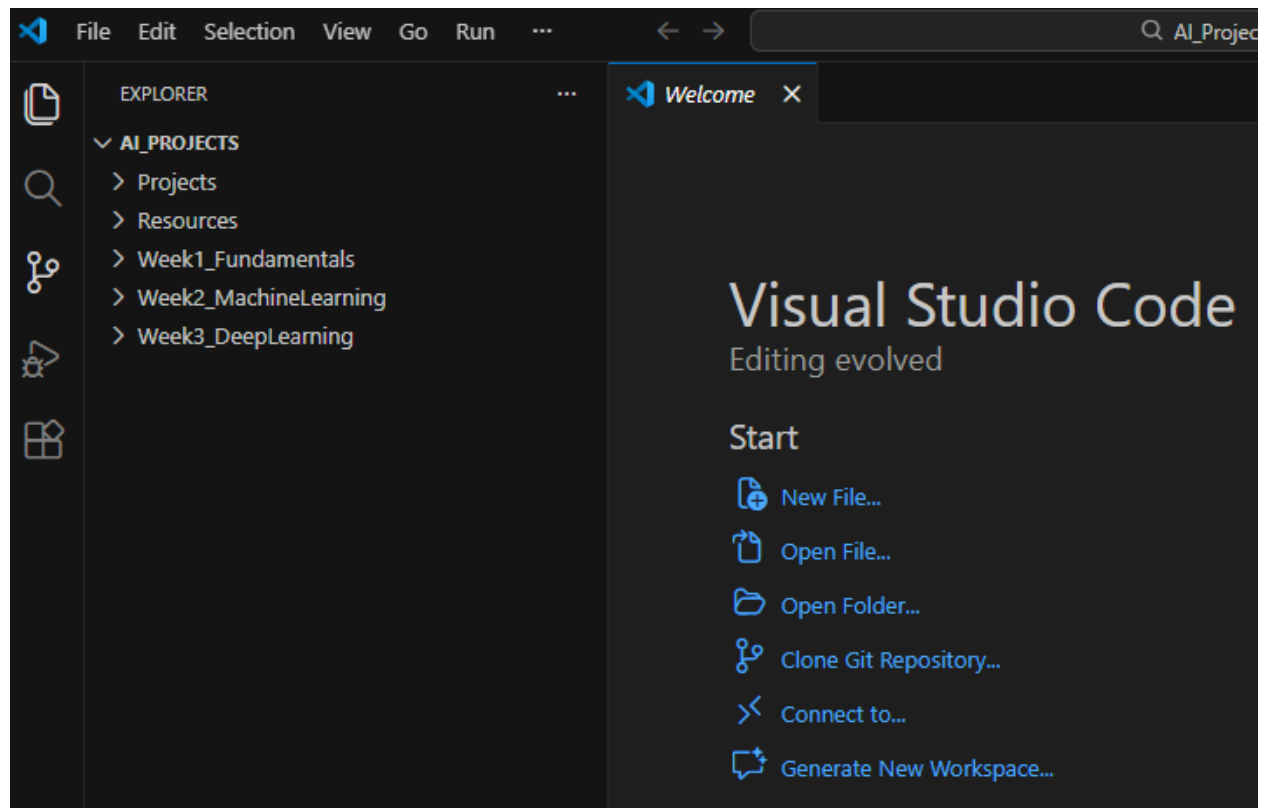 File Edit Selection View Go Run ...
AI_Projec
EXPLORER ...
Welcome
AI_PROJECTS
Projects
Resources
Week1_Fundamentals
Week2_MachineLearning
Week3_DeepLearning
Visual Studio Code
Editing evolved
Start
New File...
Open File...
Open Folder...
Clone Git Repository...
Connect to...
Generate New Workspace...